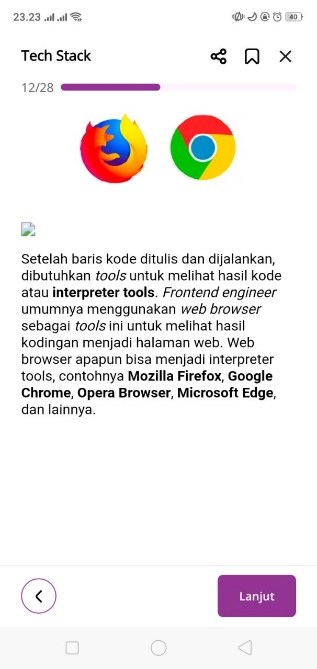 23.23
40
Tech Stack
12/28
Setelah baris kode ditulis dan dijalankan,
dibutuhkan tools untuk melihat hasil kode
atau interpreter tools. Frontend engineer
umumnya menggunakan web browser
sebagai tools ini untuk melihat hasil
kodingan menjadi halaman web. Web
browser apapun bisa menjadi interpreter
tools, contohnya Mozilla Firefox, Google
Chrome, Opera Browser, Microsoft Edge,
dan lainnya.
Lanjut